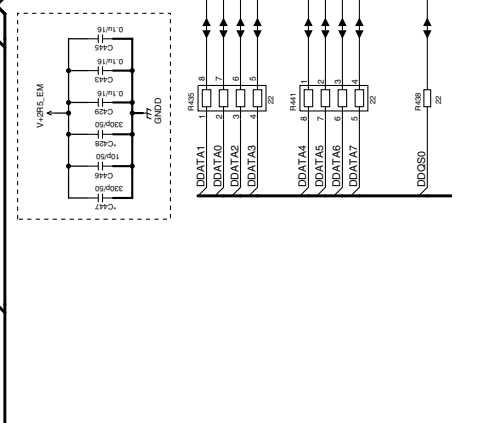 0.1u/16
C445
0.1u/16
C443
0.1u/16
C429
330p/50
*C428
10p/50
C446
330p/50
*C447
V+2R5_EM
GNDD
R435
8
7
6
5
1
2
3
4
22
DDATA1
DDATA0
DDATA2
DDATA3
R441
1
2
3
4
8
7
6
5
22
DDATA4
DDATA5
DDATA6
DDATA7
R438
22
DDQS0